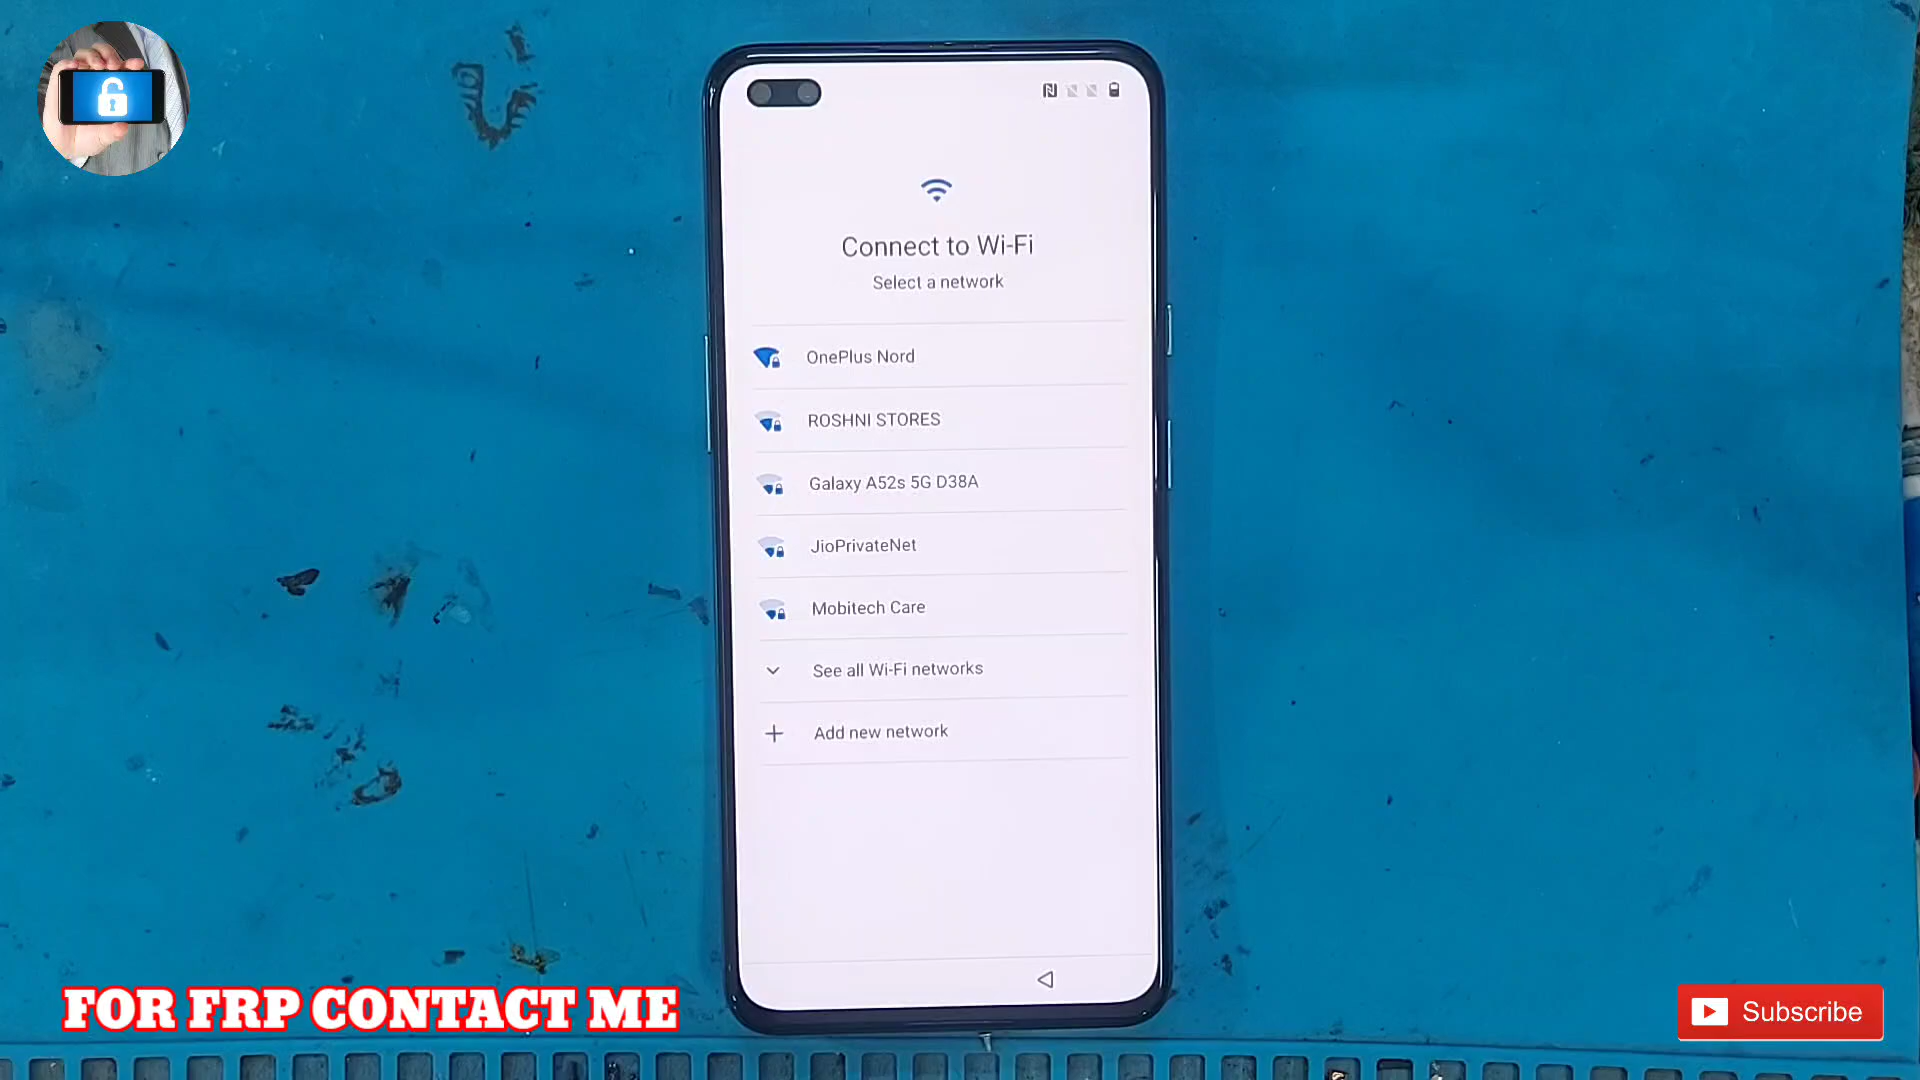 Connect to Wi-Fi
Select a network
OnePlus Nord
ROSHNI STORES
Galaxy A52s 5G D38A
JioPrivateNet
Mobitech Care
See all Wi-Fi networks
Add new network
FOR FRP CONTACT ME
Subscribe